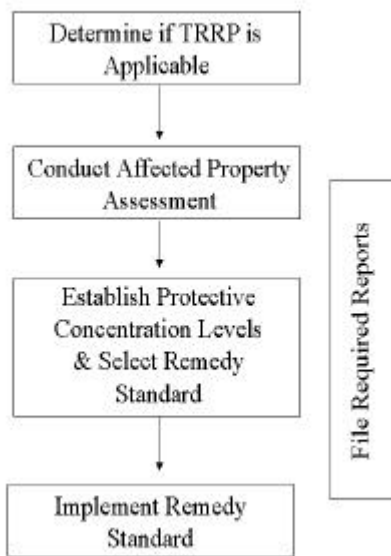 Determine if TRRP is
Applicable
Conduct Affected Property
Assessment
Establish Protective
Concentration Levels
& Select Remedy
Standard
Implement Remedy
Standard
File Required Reports